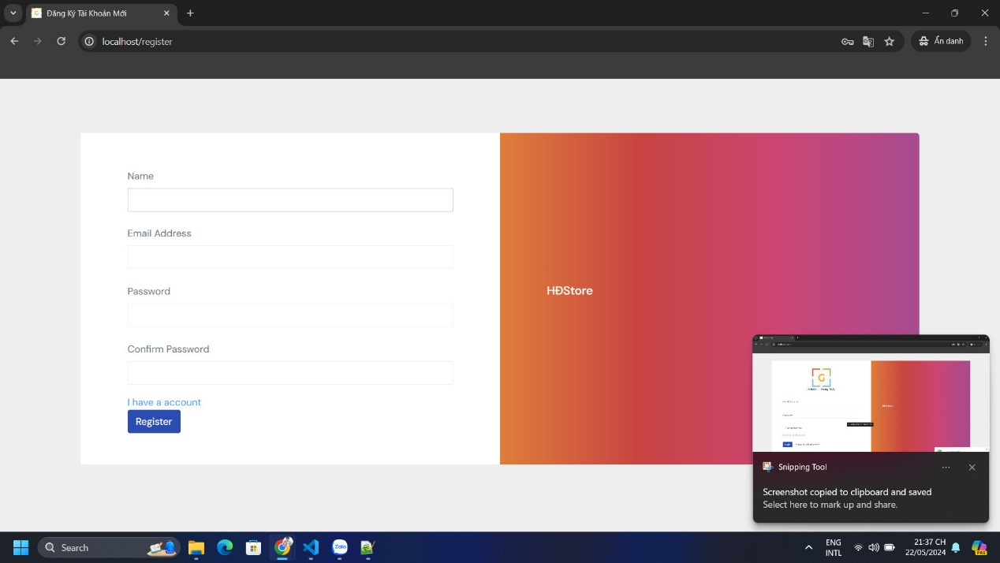 Đăng Ký Tài Khoản Mới
localhost/register
Ẩn danh
Name
Email Address
Password
Confirm Password
I have a account
Register
HĐStore
G
Snipping Tool
Screenshot copied to clipboard and saved
Select here to mark up and share.
Search
Zalo
ENG
INTL
21:37 CH
22/05/2024
PRE